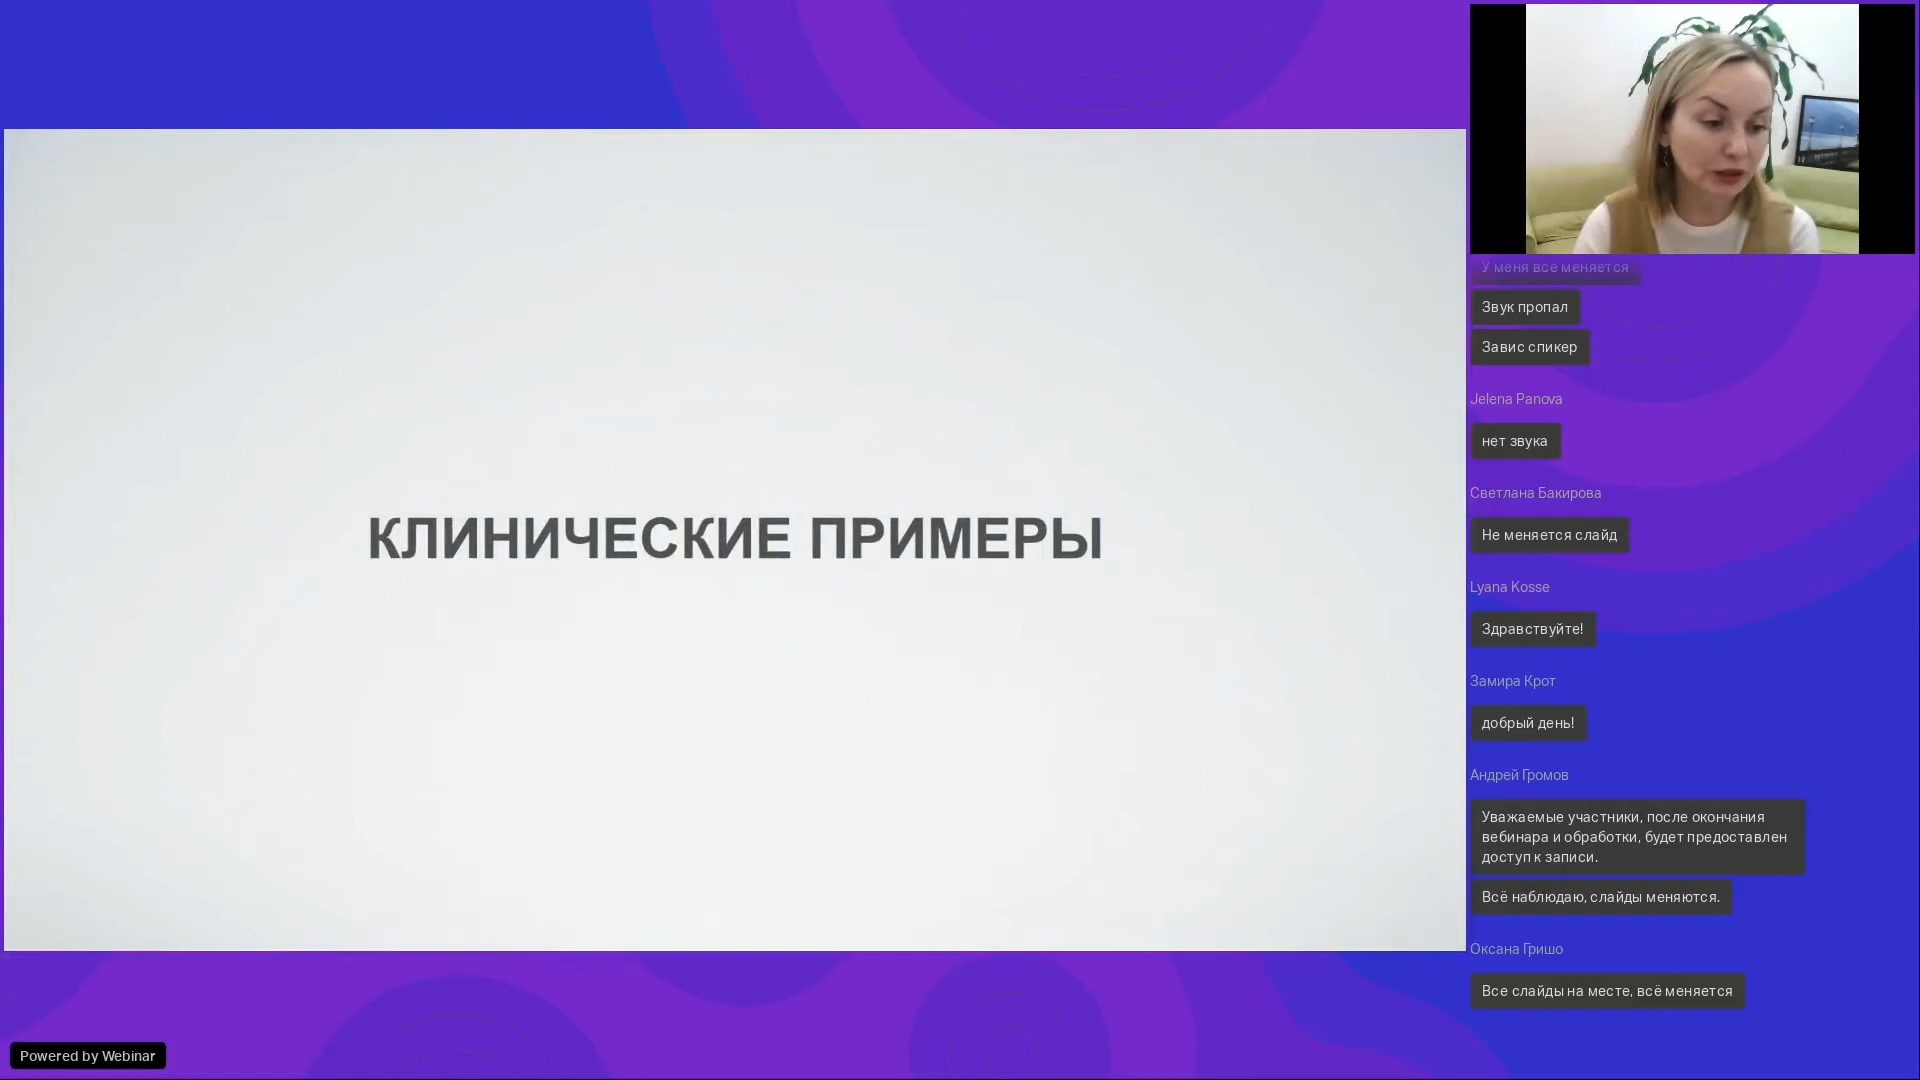 КЛИНИЧЕСКИЕ ПРИМЕРЫ
У меня все меняется
Звук пропал
Завис спикер
Jelena Panova
нет звука
Светлана Бакирова
Не меняется слайд
Lyana Kosse
Здравствуйте!
Замира Крот
добрый день!
Андрей Громов
Уважаемые участники, после окончания
вебинара и обработки, будет предоставлен
доступ к записи.
Всё наблюдаю, слайды меняются.
Оксана Гришо
Все слайды на месте, всё меняется
Powered by Webinar